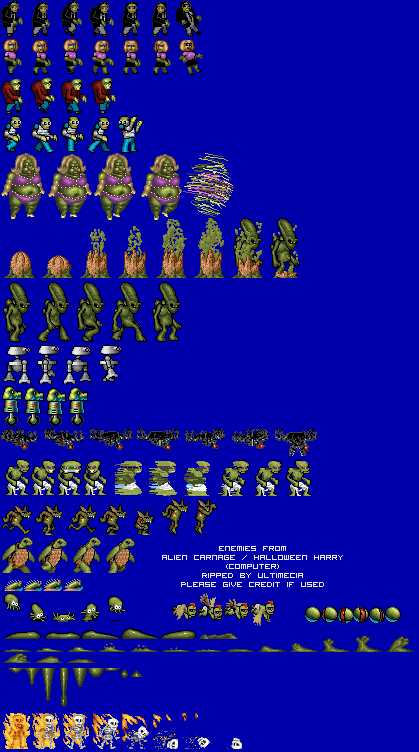 ENEMIES FROM
ALIEN CARNAGE / HALLOWEEN HARRY
(COMPUTER)
RIPPED BY ULTIMECIA
PLEASE GIVE CREDIT IF USED